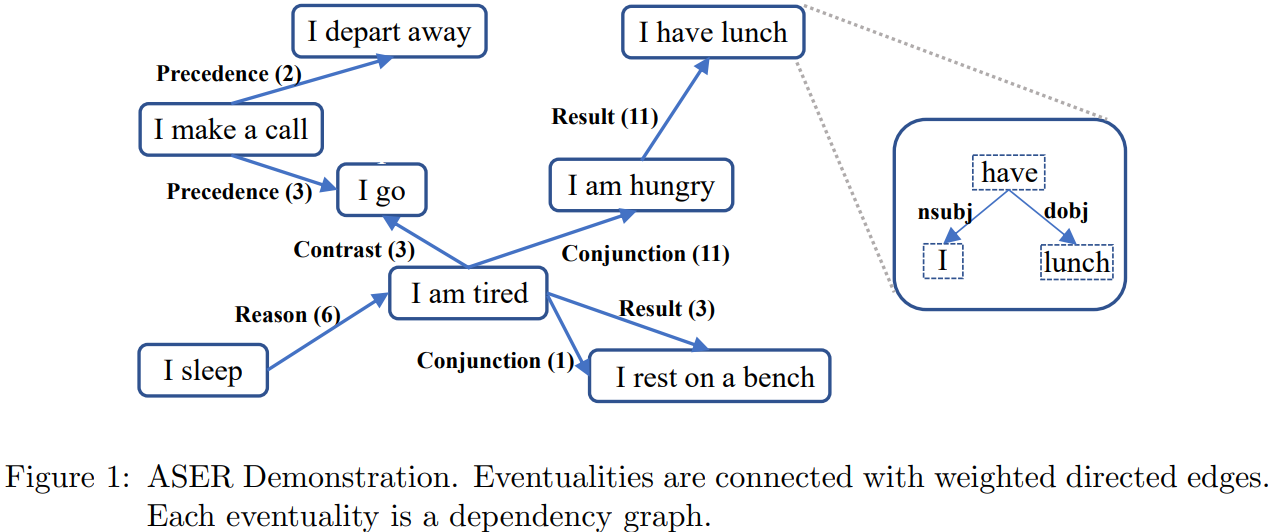 I depart away
I have lunch
Precedence (2)
Result (11)
I make a call
have
Precedence (3)
I go
I am hungry
nsubj
dobj
Contrast (3)
Conjunction (11)
I
lunch
I am tired
Reason (6)
Result (3)
Conjunction (1)
I sleep
I rest on a bench
Figure 1: ASER Demonstration. Eventualities are connected with weighted directed edges.
Each eventuality is a dependency graph.